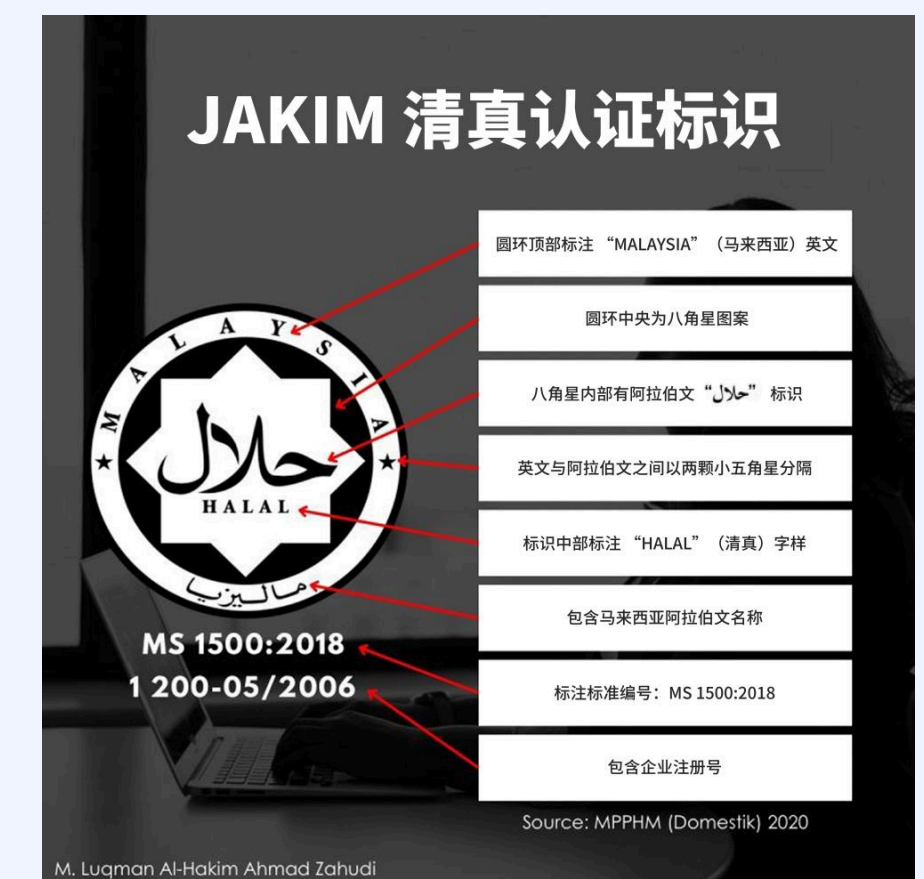 JAKIM 清真认证标识
圆环顶部标注 “MALAYSIA” （马来西亚）英文
圆环中央为八角星图案
八角星内部有阿拉伯文 “حلال” 标识
英文与阿拉伯文之间以两颗小五角星分隔
标识中部标注 “HALAL” （清真）字样
包含马来西亚阿拉伯文名称
标注标准编号：MS 1500:2018
包含企业注册号
MALAYSIA
حلال
HALAL
ماليزيا
MS 1500:2018
1 200-05/2006
Source: MPPHM (Domestik) 2020
M. Luqman Al-Hakim Ahmad Zahudi